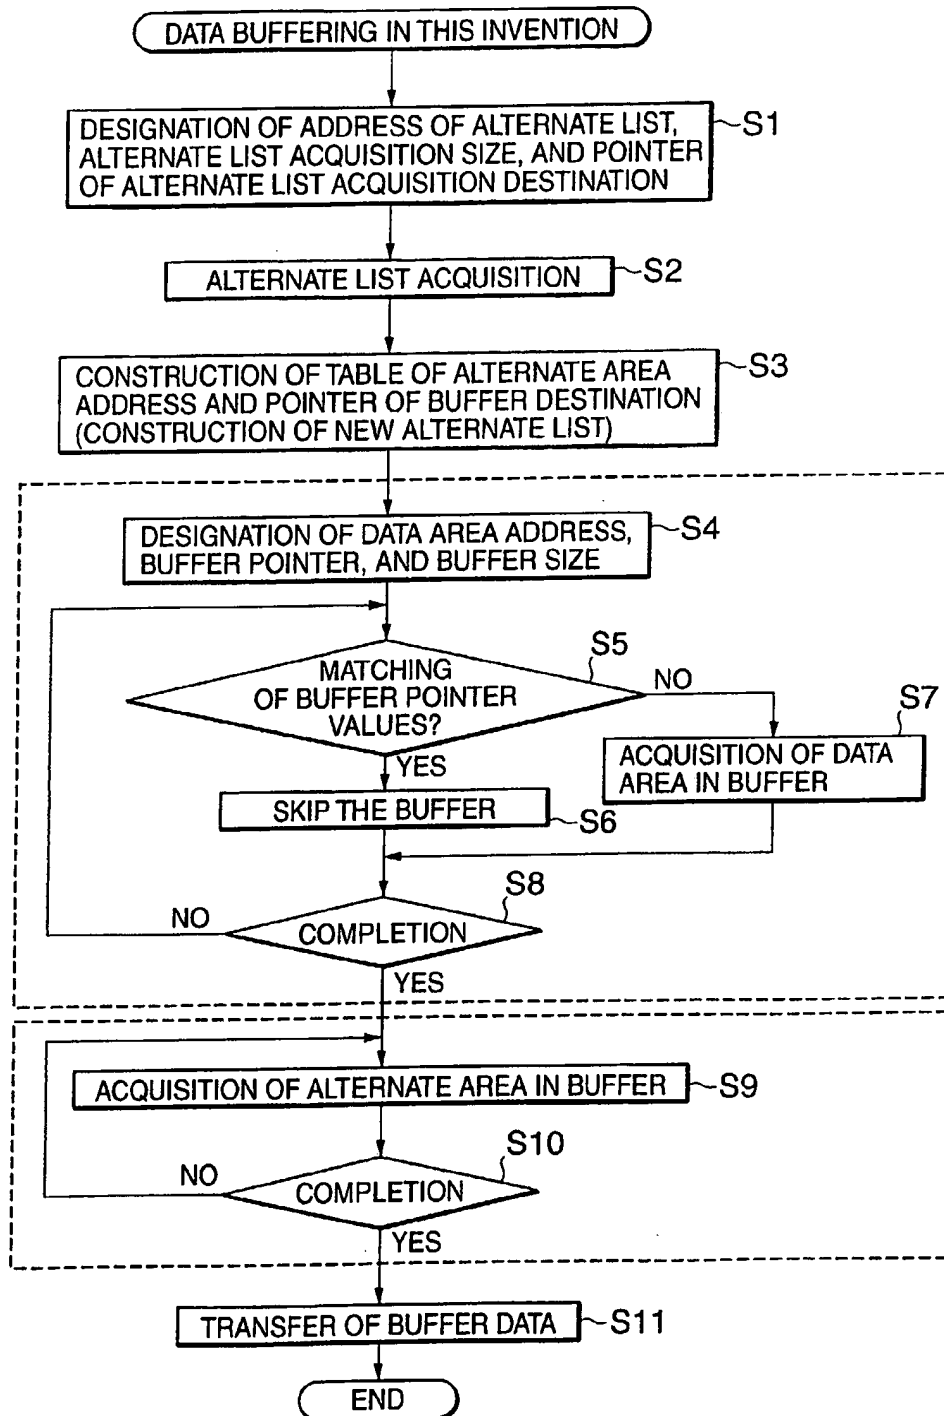 DATA BUFFERING IN THIS INVENTION
DESIGNATION OF ADDRESS OF ALTERNATE LIST,
ALTERNATE LIST ACQUISITION SIZE, AND POINTER
OF ALTERNATE LIST ACQUISITION DESTINATION
S1
ALTERNATE LIST ACQUISITION
S2
CONSTRUCTION OF TABLE OF ALTERNATE AREA
ADDRESS AND POINTER OF BUFFER DESTINATION
(CONSTRUCTION OF NEW ALTERNATE LIST)
S3
DESIGNATION OF DATA AREA ADDRESS,
BUFFER POINTER, AND BUFFER SIZE
S4
MATCHING
OF BUFFER POINTER
VALUES?
S5
NO
YES
ACQUISITION OF DATA
AREA IN BUFFER
S7
SKIP THE BUFFER
S6
COMPLETION
S8
NO
YES
ACQUISITION OF ALTERNATE AREA IN BUFFER
S9
COMPLETION
S10
NO
YES
TRANSFER OF BUFFER DATA
S11
END